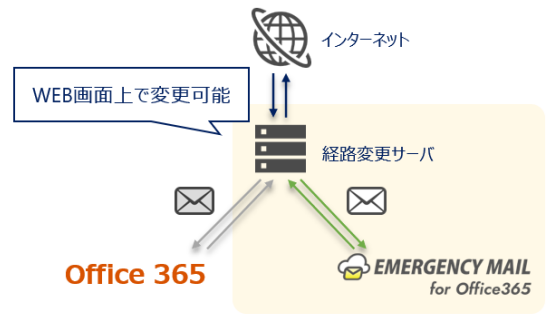 インターネット
WEB画面上で変更可能
経路変更サーバ
Office 365
EMERGENCY MAIL
for Office365